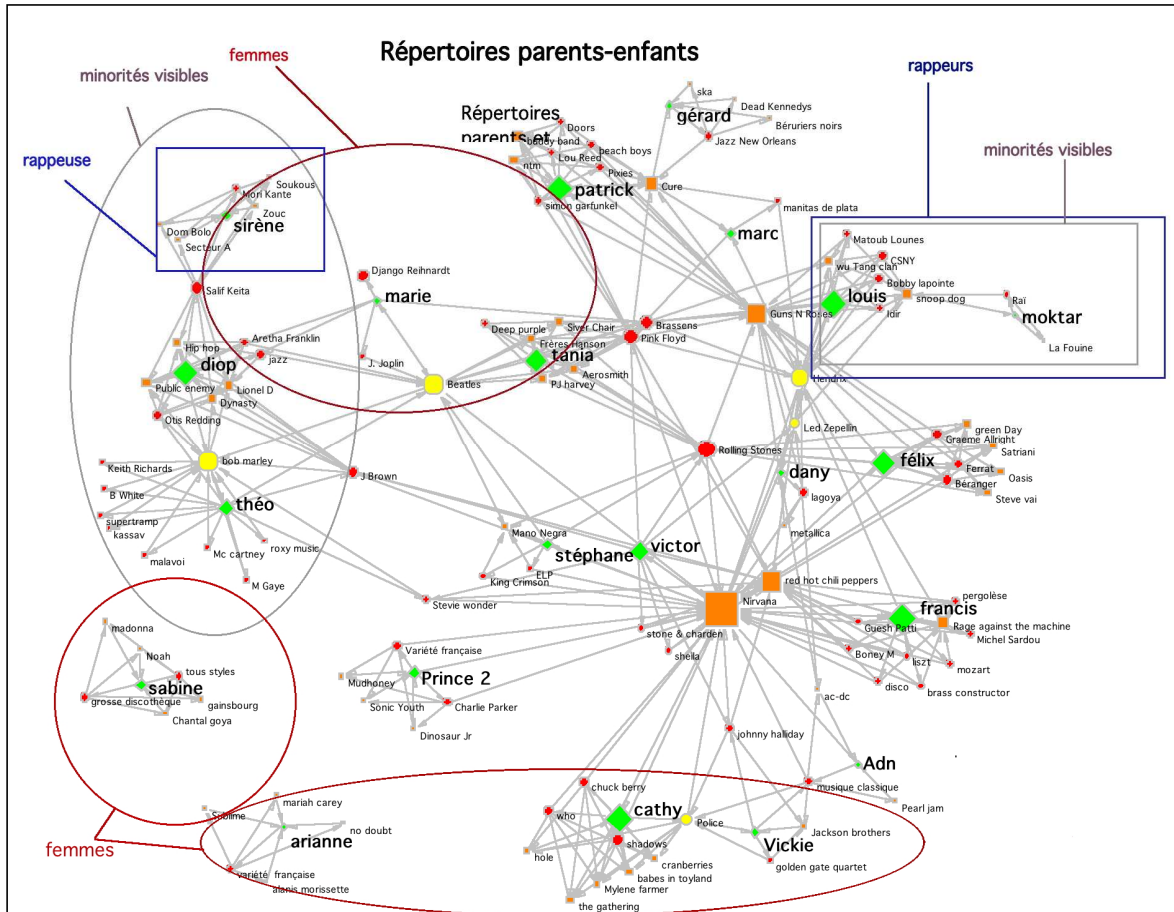 Répertoires parents-enfants
femmes
minorités visibles
rappeurs
minorités visibles
rappeuse
Répertoires
parents et
ska
Dead Kennedys
gérard
Béruriers noirs
Jazz New Orleans
Doors
buddy band
beach boys
Lou Reed
ntm
Pixies
patrick
simon garfunkel
Cure
manitas de plata
marc
Soukous
Mori Kante
Zouc
sirène
Dom Bolo
Secteur A
Salif Keita
Django Reihnardt
marie
J. Joplin
Matoub Lounes
CSNY
wu Tang clan
Bobby lapointe
louis
snoop dog
Idir
Raï
moktar
La Fouine
Guns N Roses
Brassens
Pink Floyd
Siver Chair
Deep purple
Frères Hanson
tania
Aerosmith
PJ harvey
Beatles
Hendrix
Aretha Franklin
Hip hop
jazz
diop
Public enemy
Lionel D
Dynasty
Otis Redding
Led Zepellin
Rolling Stones
dany
lagoya
metallica
green Day
Graeme Allright
Satriani
félix
Ferrat
Oasis
Béranger
Steve vai
bob marley
Keith Richards
J Brown
B White
théo
supertramp
kassav
roxy music
Mc cartney
malavoi
M Gaye
Mano Negra
stéphane
victor
ELP
King Crimson
Stevie wonder
red hot chili peppers
Nirvana
stone & charden
sheila
pergolèse
francis
Guesh Patti
Rage against the machine
Michel Sardou
Boney M
liszt
mozart
disco
brass constructor
madonna
Noah
tous styles
sabine
grosse discothèque
gainsbourg
Chantal goya
Variété française
Prince 2
Mudhoney
Sonic Youth
Charlie Parker
Dinosaur Jr
ac-dc
johnny halliday
Adn
musique classique
Pearl jam
chuck berry
cathy
who
Police
shadows
hole
cranberries
babes in toyland
Mylene farmer
the gathering
Vickie
Jackson brothers
golden gate quartet
mariah carey
Sublime
no doubt
arianne
variété française
alanis morissette
femmes